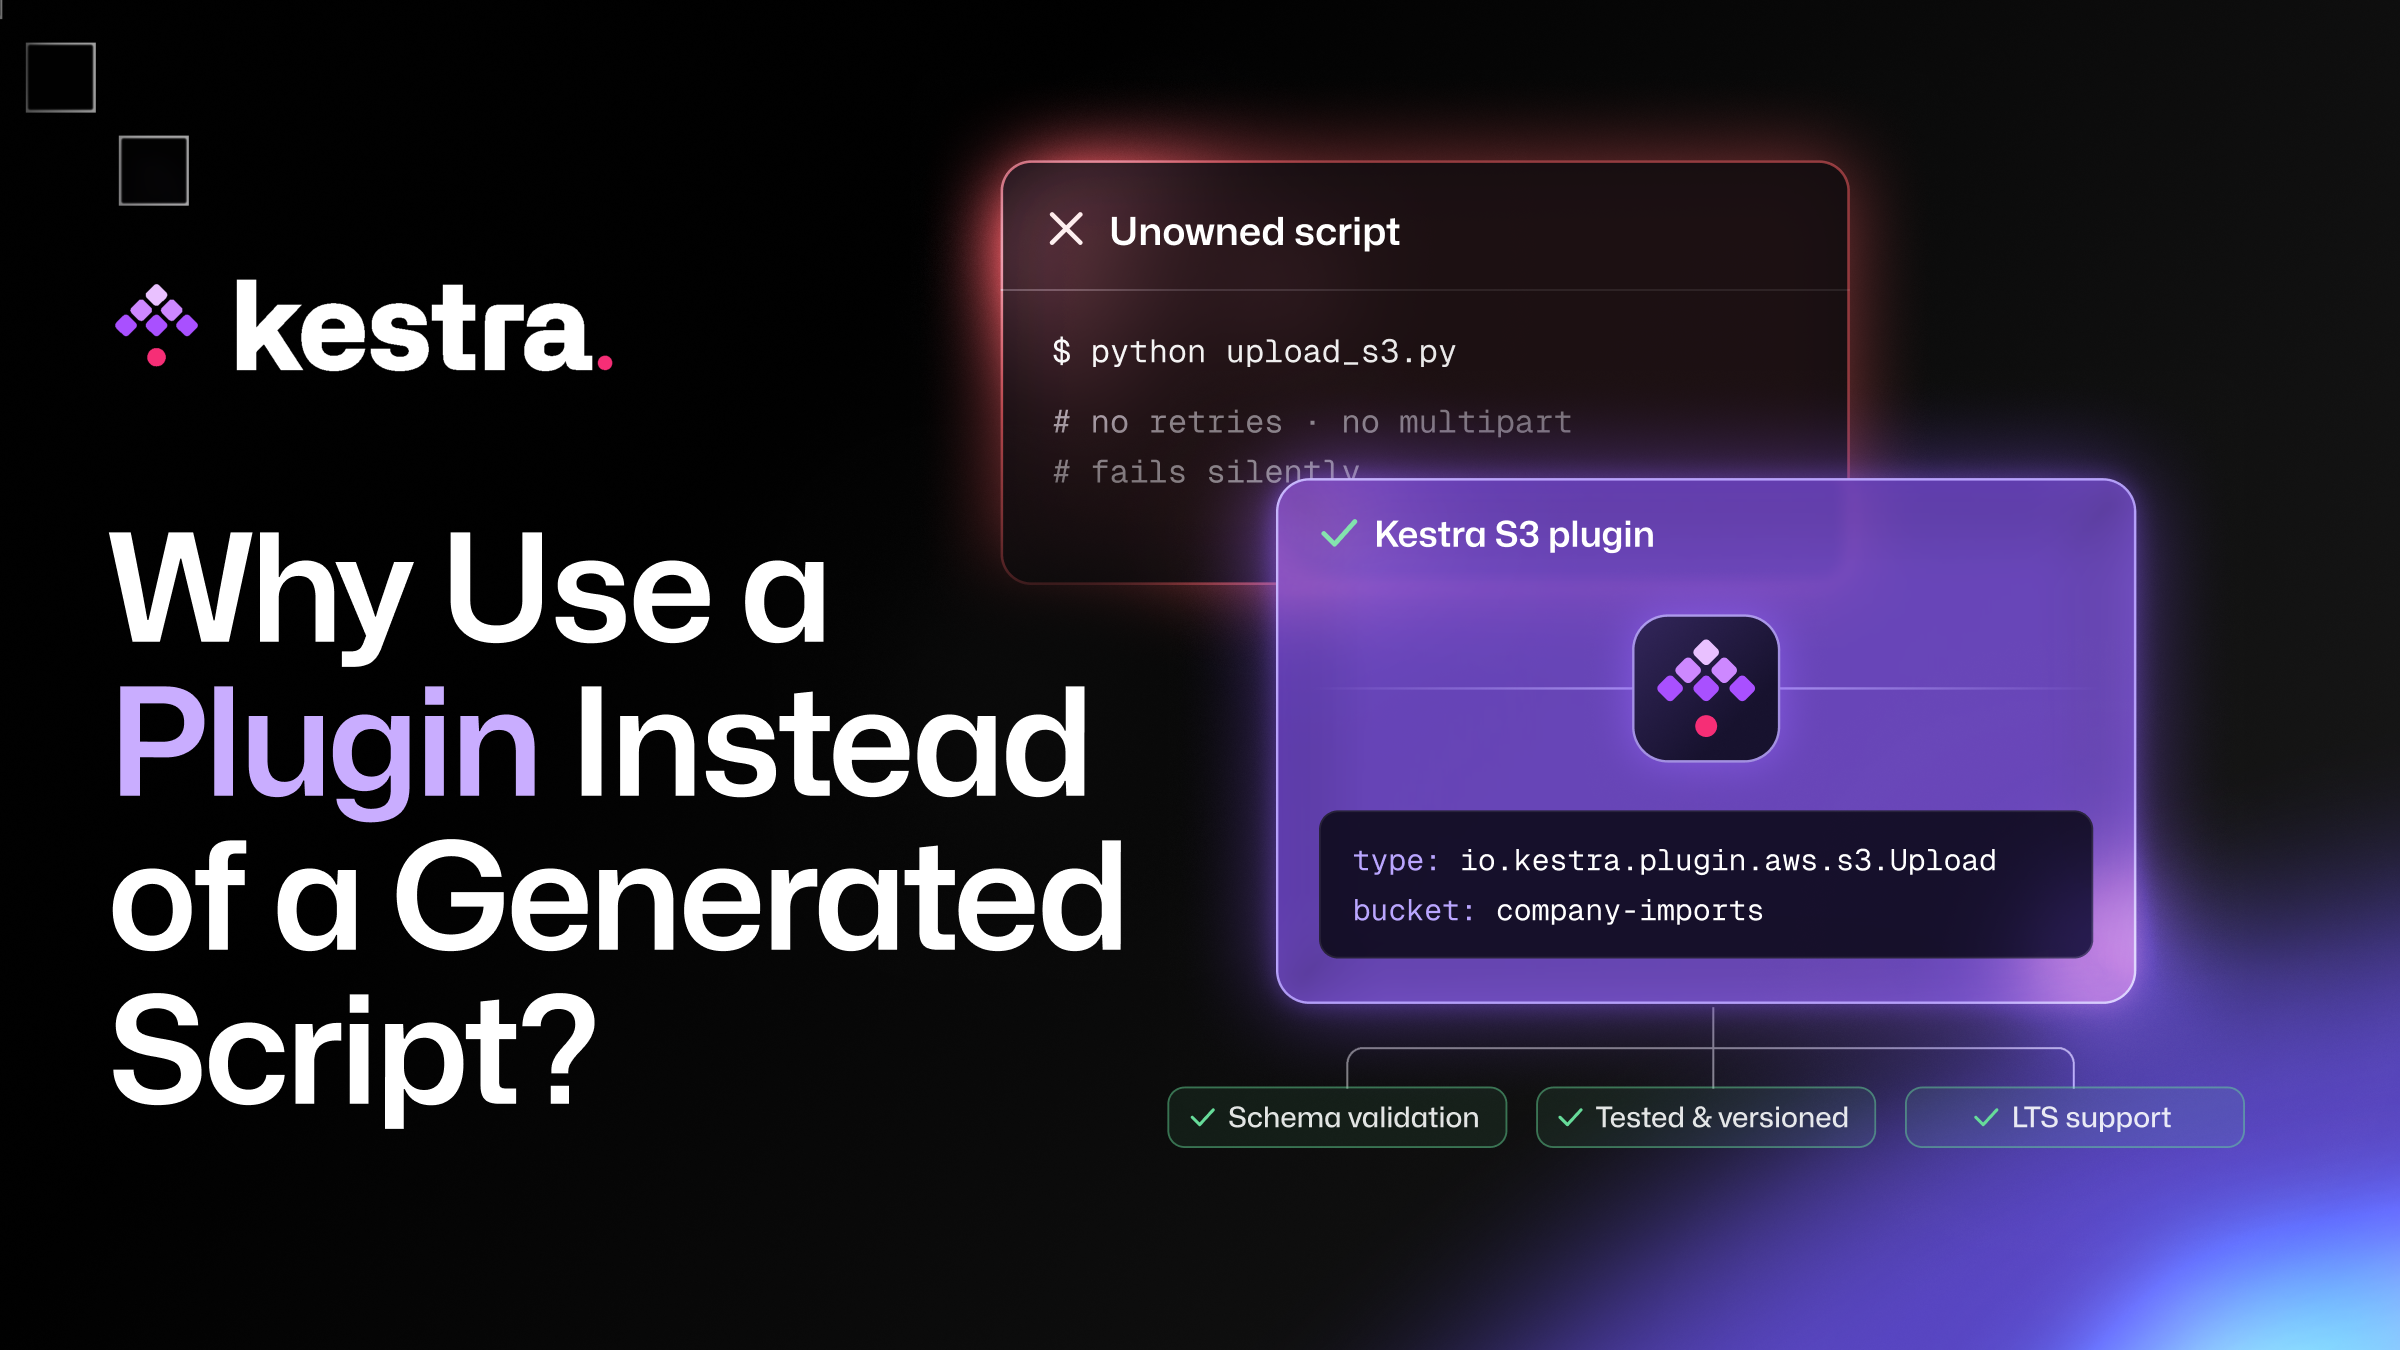 kestra.
Why Use a
Plugin Instead
of a Generated
Script?
Unowned script
$ python upload_s3.py
# no retries · no multipart
# fails silently
Kestra S3 plugin
type: io.kestra.plugin.aws.s3.Upload
bucket: company-imports
Schema validation
Tested & versioned
LTS support